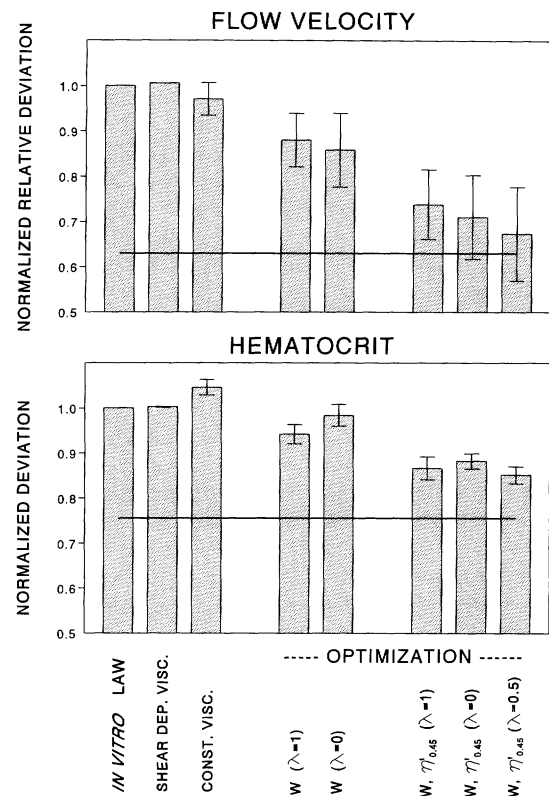 FLOW VELOCITY
NORMALIZED RELATIVE DEVIATION
1.0
0.9
0.8
0.7
0.6
0.5
HEMATOCRIT
NORMALIZED DEVIATION
1.0
0.9
0.8
0.7
0.6
0.5
----- OPTIMIZATION -----
IN VITRO LAW
SHEAR DEP. VISC.
CONST. VISC.
W (λ=1)
W (λ=0)
W, η'0.45 (λ=1)
W, η'0.45 (λ=0)
W, η'0.45 (λ=0.5)